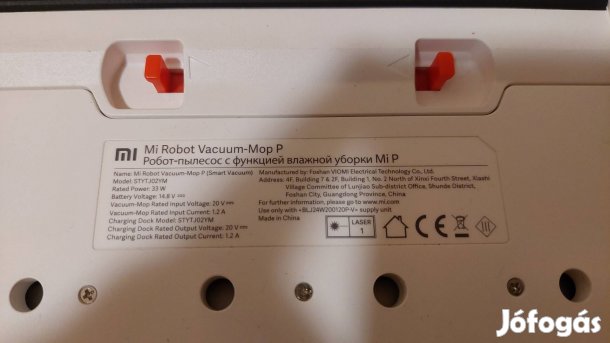 mi Mi Robot Vacuum-Mop P
Робот-пылесос с функцией влажной уборки Mi P
Name: Mi Robot Vacuum-Mop P (Smart Vacuum)
Model: STYTJ02YM
Rated Power: 33 W
Battery Voltage: 14.8 V
Vacuum-Mop Rated Input Voltage: 20 V
Vacuum-Mop Rated Input Current: 1.2 A
Charging Dock Model: STYTJ02YM
Charging Dock Rated Output Voltage: 20 V
Charging Dock Rated Output Current: 1.2 A
Manufactured by: Foshan VIOMI Electrical Technology Co., Ltd.
Address: 4F, Building 7 & 2F, Building 1, No. 2 North of Xinxi Fourth Street, Xiashi
Village Committee of Lunjiao Sub-district Office, Shunde District,
Foshan City, Guangdong Province, China
For further information, please go to www.mi.com
Use only with <BLJ24W200120P-V> supply unit
Made in China
LASER
1
CE
Jófogás